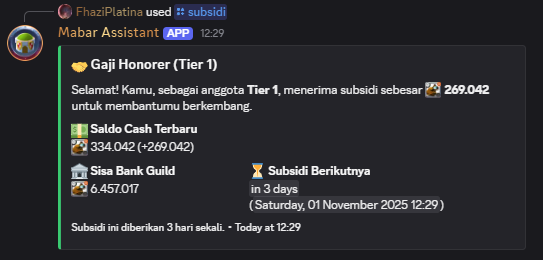 FhaziPlatina used subsidi
Mabar Assistant APP 12:29
Gaji Honorer (Tier 1)
Selamat! Kamu, sebagai anggota Tier 1, menerima subsidi sebesar 269.042
untuk membantumu berkembang.
Saldo Cash Terbaru
334.042 (+269.042)
Sisa Bank Guild
6.457.017
Subsidi Berikutnya
in 3 days
(Saturday, 01 November 2025 12:29)
Subsidi ini diberikan 3 hari sekali. • Today at 12:29